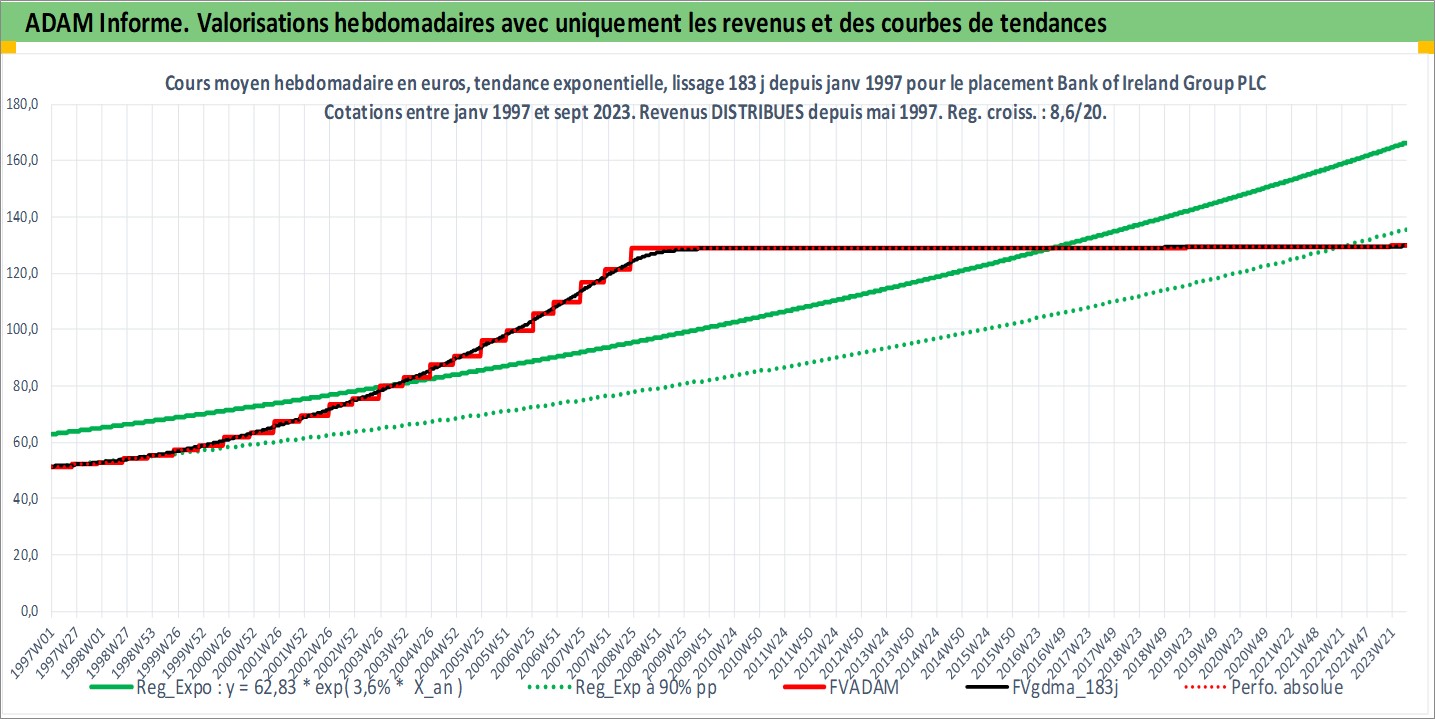 ADAM Informe. Valorisations hebdomadaires avec uniquement les revenus et des courbes de tendances
Cours moyen hebdomadaire en euros, tendance exponentielle, lissage 183 j depuis janv 1997 pour le placement Bank of Ireland Group PLC
Cotations entre janv 1997 et sept 2023. Revenus DISTRIBUES depuis mai 1997. Reg. croiss. : 8,6/20.
180,0
160,0
140,0
120,0
100,0
80,0
60,0
40,0
20,0
0,0
1997W01
1997W27
1998W01
1998W27
1998W53
1999W26
1999W52
2000W26
2000W52
2001W26
2001W52
2002W26
2002W52
2003W26
2003W52
2004W26
2004W52
2005W25
2005W51
2006W25
2006W51
2007W25
2007W51
2008W25
2008W51
2009W25
2009W51
2010W24
2010W50
2011W24
2011W50
2012W24
2012W50
2013W24
2013W50
2014W24
2014W50
2015W24
2015W50
2016W23
2016W49
2017W23
2017W49
2018W23
2018W49
2019W23
2019W49
2020W23
2020W49
2021W22
2021W48
2022W21
2022W47
2023W21
Reg_Expo : y = 62,83 * exp( 3,6% * X_an )
Reg_Exp à 90% pp
FVADAM
FVgdma_183j
Perfo. absolue